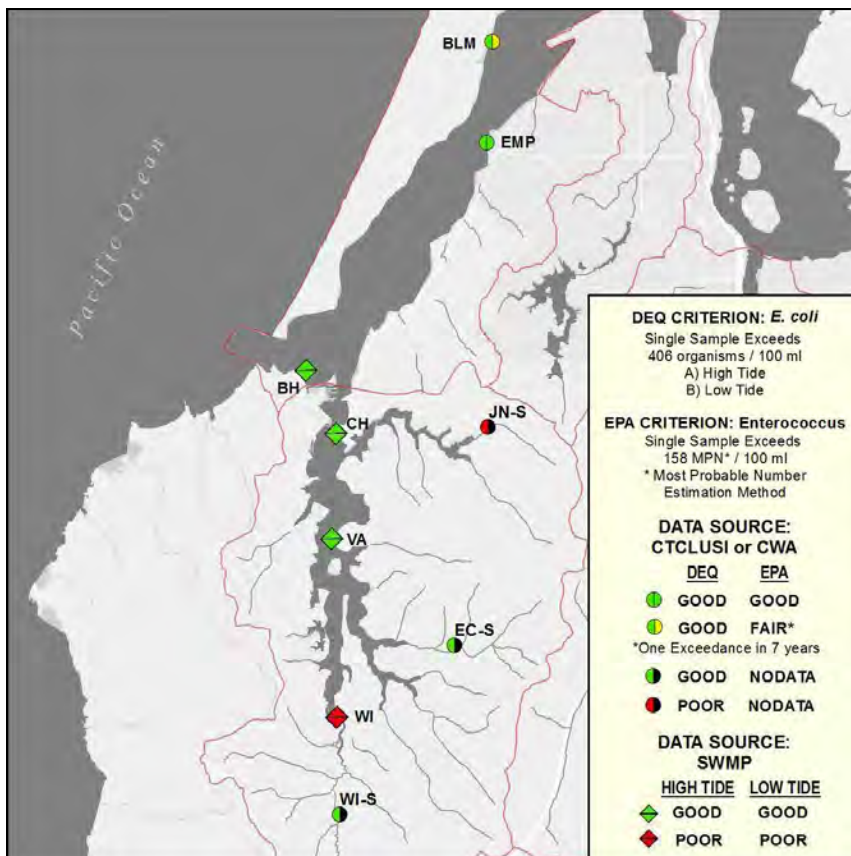 BLM
EMP
Pacific Ocean
BH
CH
JN-S
VA
EC-S
WI
WI-S
DEQ CRITERION: E. coli
Single Sample Exceeds
406 organisms / 100 ml
A) High Tide
B) Low Tide
EPA CRITERION: Enterococcus
Single Sample Exceeds
158 MPN* / 100 ml
* Most Probable Number
Estimation Method
DATA SOURCE:
CTCLUSI or CWA
DEQ EPA
GOOD GOOD
GOOD FAIR*
*One Exceedance in 7 years
GOOD NODATA
POOR NODATA
DATA SOURCE:
SWMP
HIGH TIDE LOW TIDE
GOOD GOOD
POOR POOR